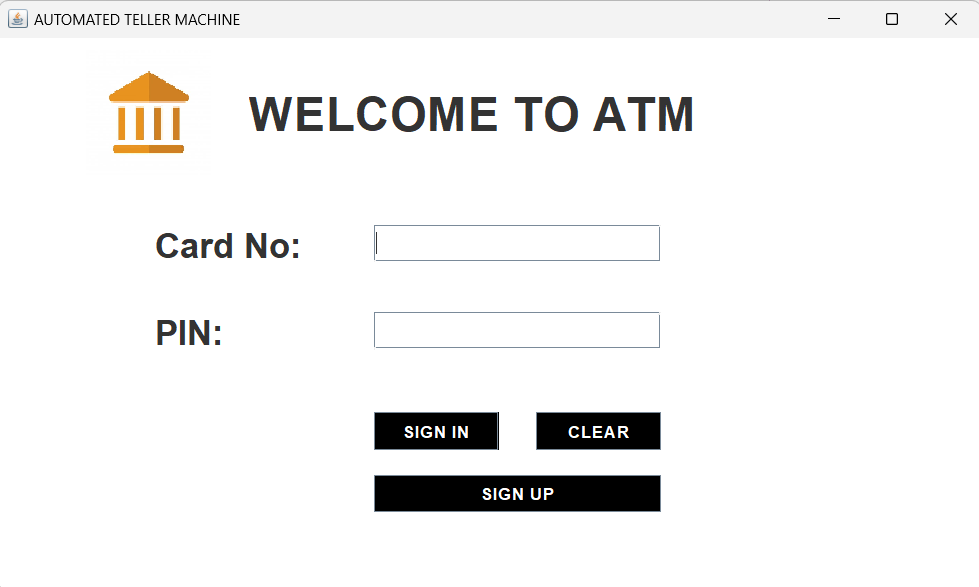 AUTOMATED TELLER MACHINE
WELCOME TO ATM
Card No:
PIN:
SIGN IN CLEAR
SIGN UP